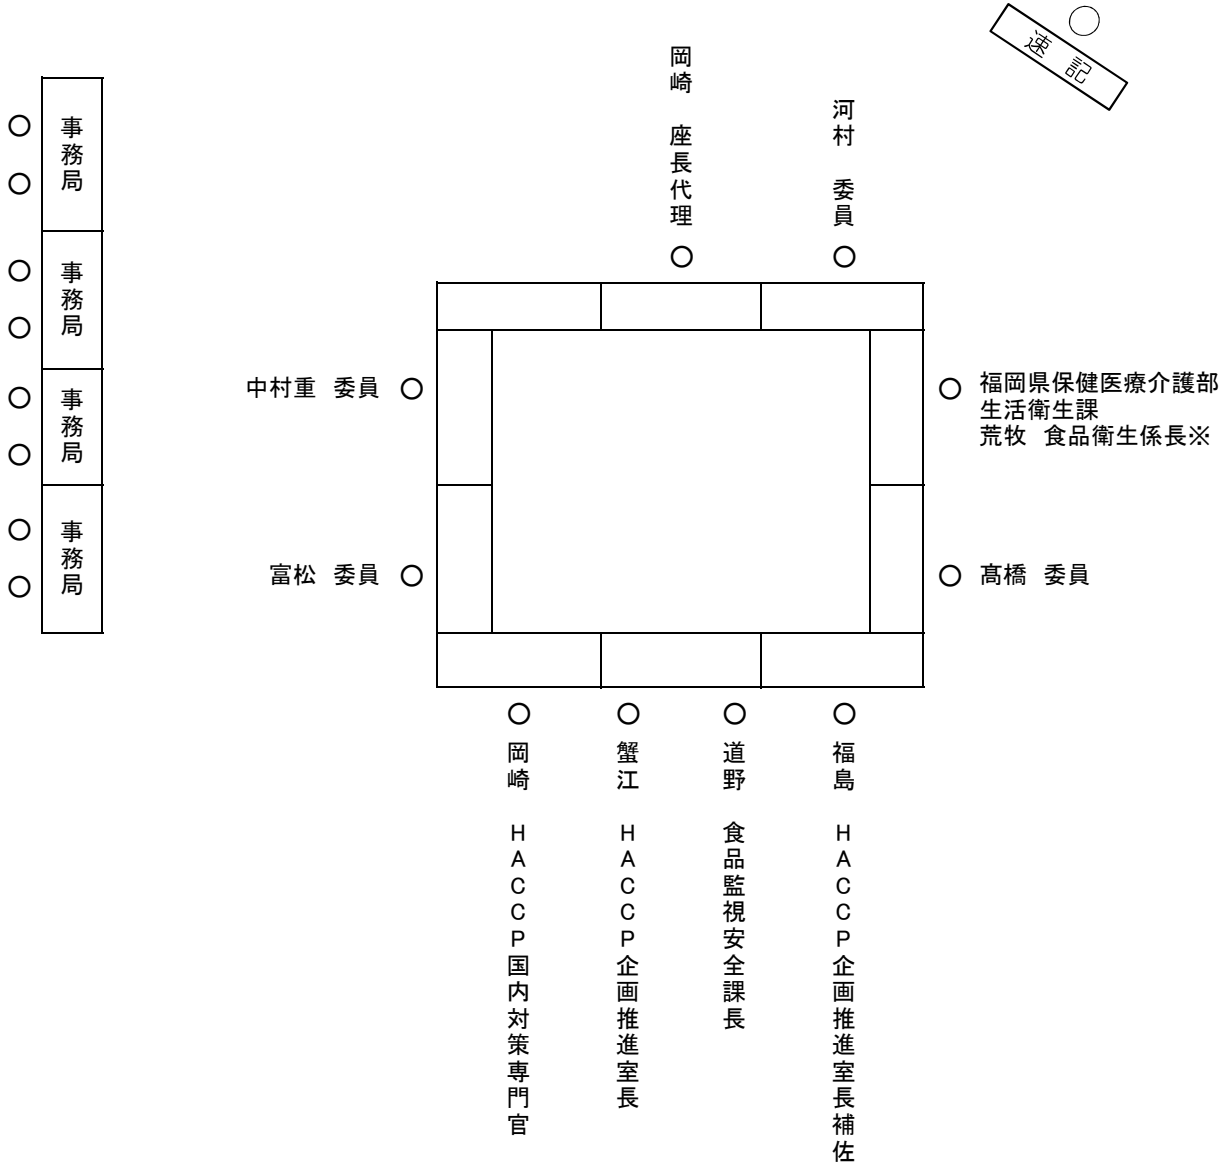 速記
岡崎　座長代理
河村　委員
事務局
事務局
事務局
事務局
中村重　委員
富松　委員
福岡県保健医療介護部
生活衛生課
荒牧　食品衛生係長※
髙橋　委員
岡崎　HACCP国内対策専門官
蟹江　HACCP企画推進室長
道野　食品監視安全課長
福島　HACCP企画推進室長補佐